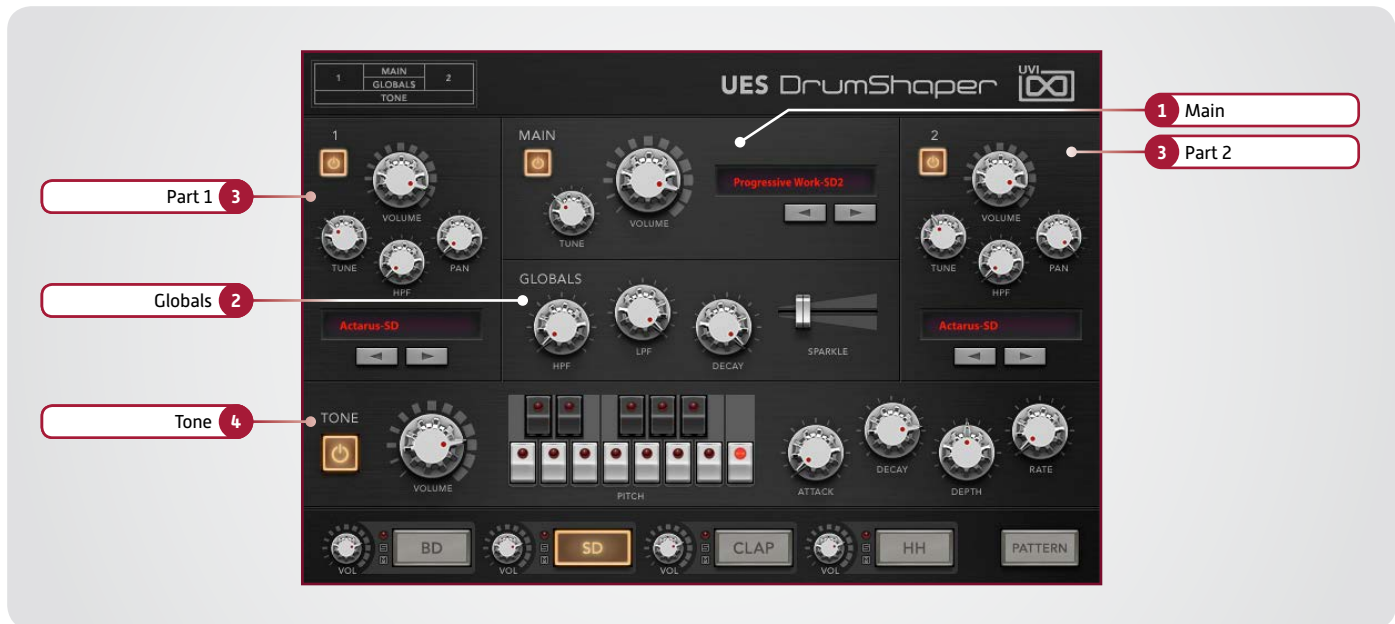 1 MAIN 2
GLOBALS
TONE
UES DrumShaper UVI
1 Main
3 Part 2
Part 1 3
Globals 2
Tone 4
1
VOLUME
TUNE
PAN
HPF
Actarus-SD
MAIN
TUNE
VOLUME
Progressive Work-SD2
2
VOLUME
TUNE
PAN
HPF
Actarus-SD
GLOBALS
HPF
LPF
DECAY
SPARKLE
TONE
VOLUME
PITCH
ATTACK
DECAY
DEPTH
RATE
VOL BD
VOL SD
VOL CLAP
VOL HH
PATTERN